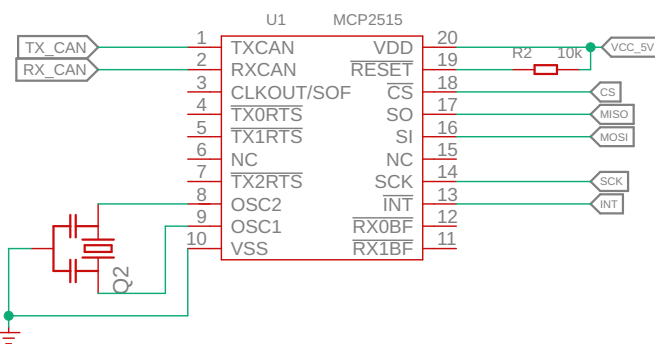 U1 MCP2515
TX_CAN 1 TXCAN VDD 20 VCC_5V
RX_CAN 2 RXCAN RESET 19 R2 10k
3 CLKOUT/SOF CS 18 CS
4 TX0RTS SO 17 MISO
5 TX1RTS SI 16 MOSI
6 NC NC 15
7 TX2RTS SCK 14 SCK
8 OSC2 INT 13 INT
9 OSC1 RX0BF 12
10 VSS RX1BF 11
Q2